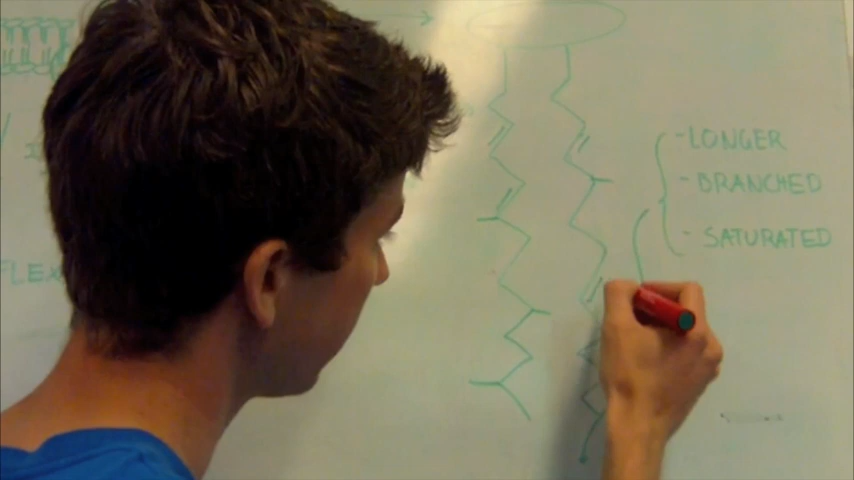 - LONGER
- BRANCHED
- SATURATED
FLEX